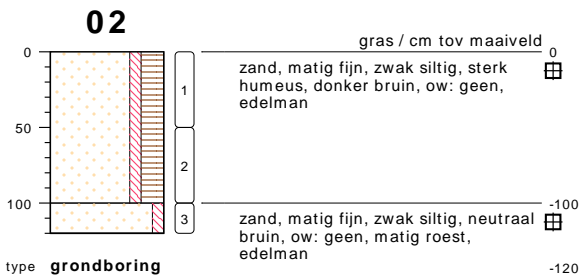 02
gras / cm tov maaiveld
0
0
zand, matig fijn, zwak siltig, sterk
humeus, donker bruin, ow: geen,
edelman
1
50
2
100
-100
3
zand, matig fijn, zwak siltig, neutraal
bruin, ow: geen, matig roest,
edelman
type grondboring
-120